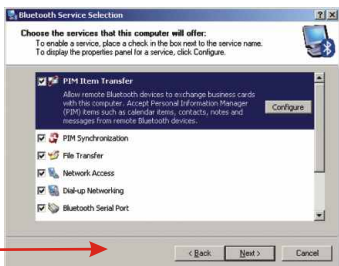 Bluetooth Service Selection
Choose the services that this computer will offer:
To enable a service, place a check in the box next to the service name.
To display the properties panel for a service, click Configure.
PIM Item Transfer
Allow remote Bluetooth devices to exchange business cards
with this computer. Accept Personal Information Manager
(PIM) items such as calendar items, contacts, notes and
messages from remote Bluetooth devices.
Configure
PIM Synchronization
File Transfer
Network Access
Dial-up Networking
Bluetooth Serial Port
< Back
Next >
Cancel